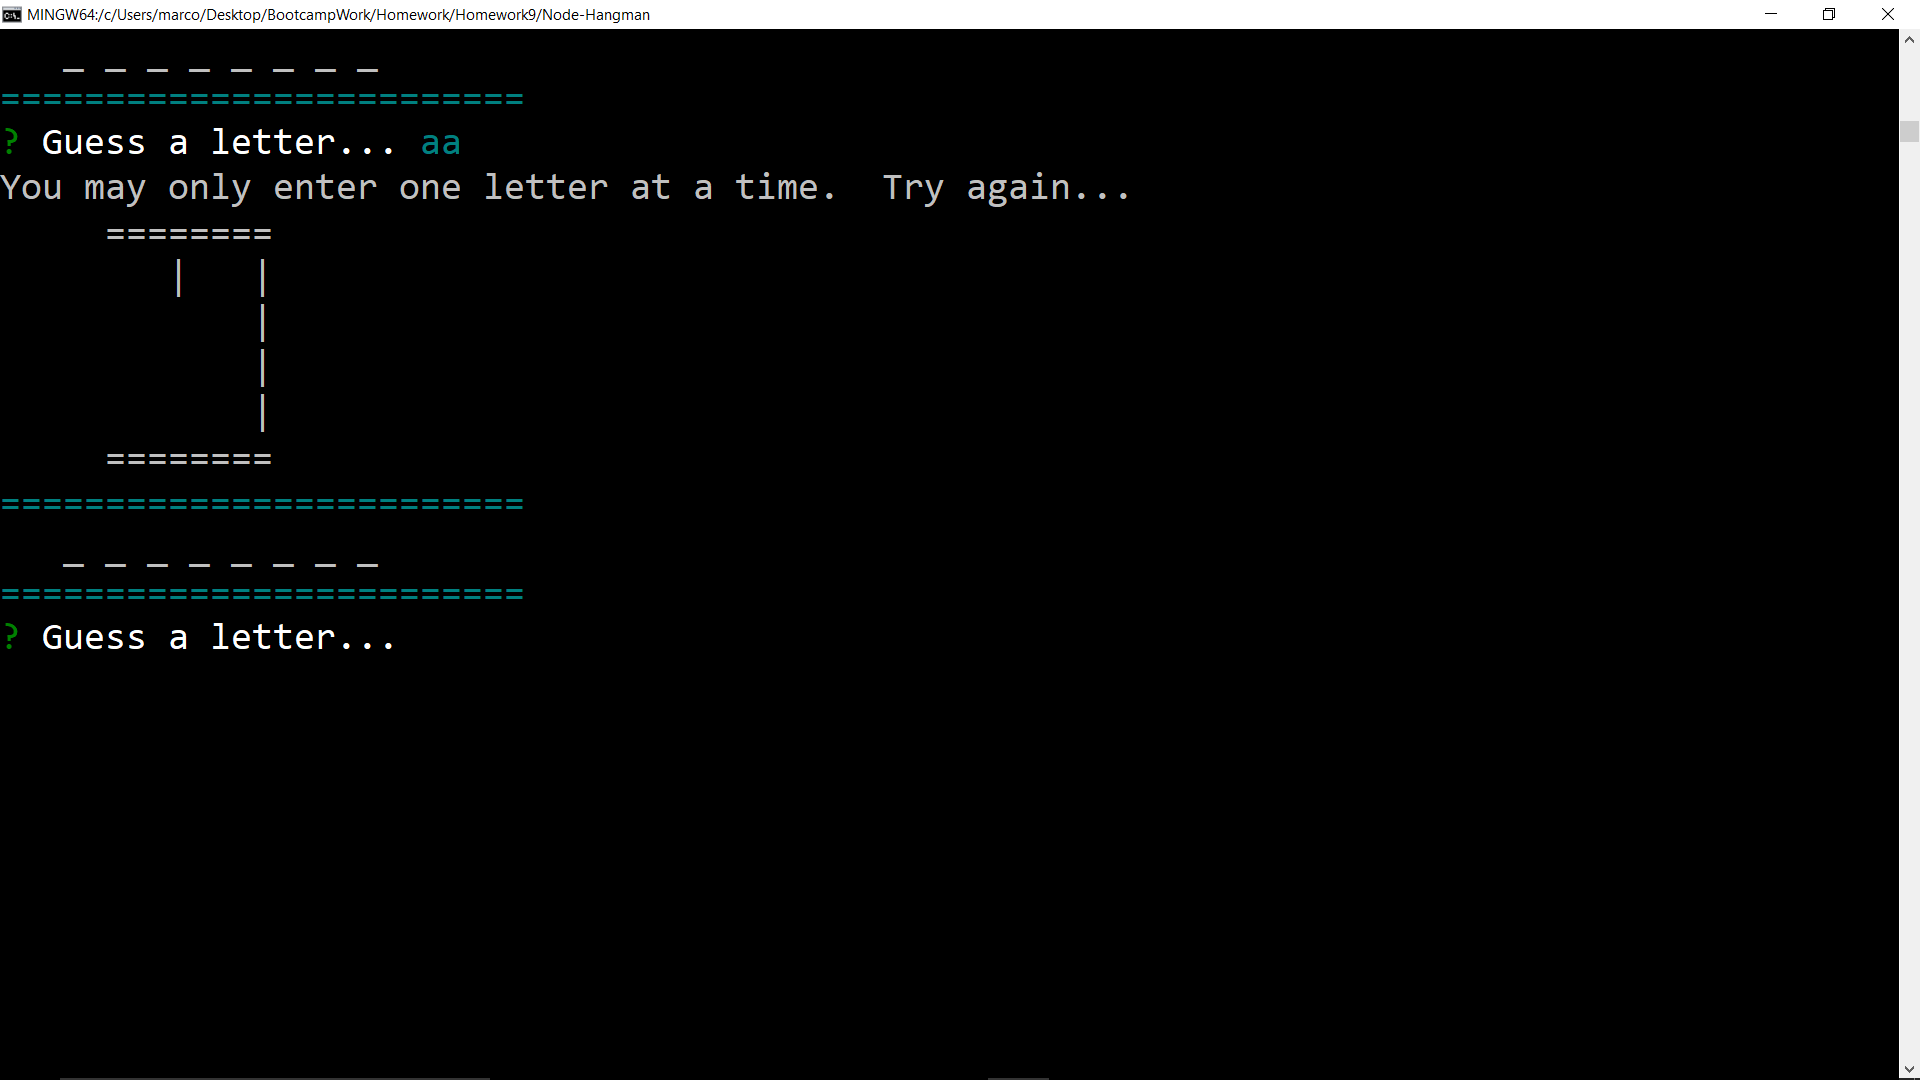 MINGW64:/c/Users/marco/Desktop/BootcampWork/Homework/Homework9/Node-Hangman
_ _ _ _ _ _ _ _
=========================
? Guess a letter... aa
You may only enter one letter at a time.  Try again...
========
|   |
|
|
|
========
=========================
_ _ _ _ _ _ _ _
=========================
? Guess a letter...